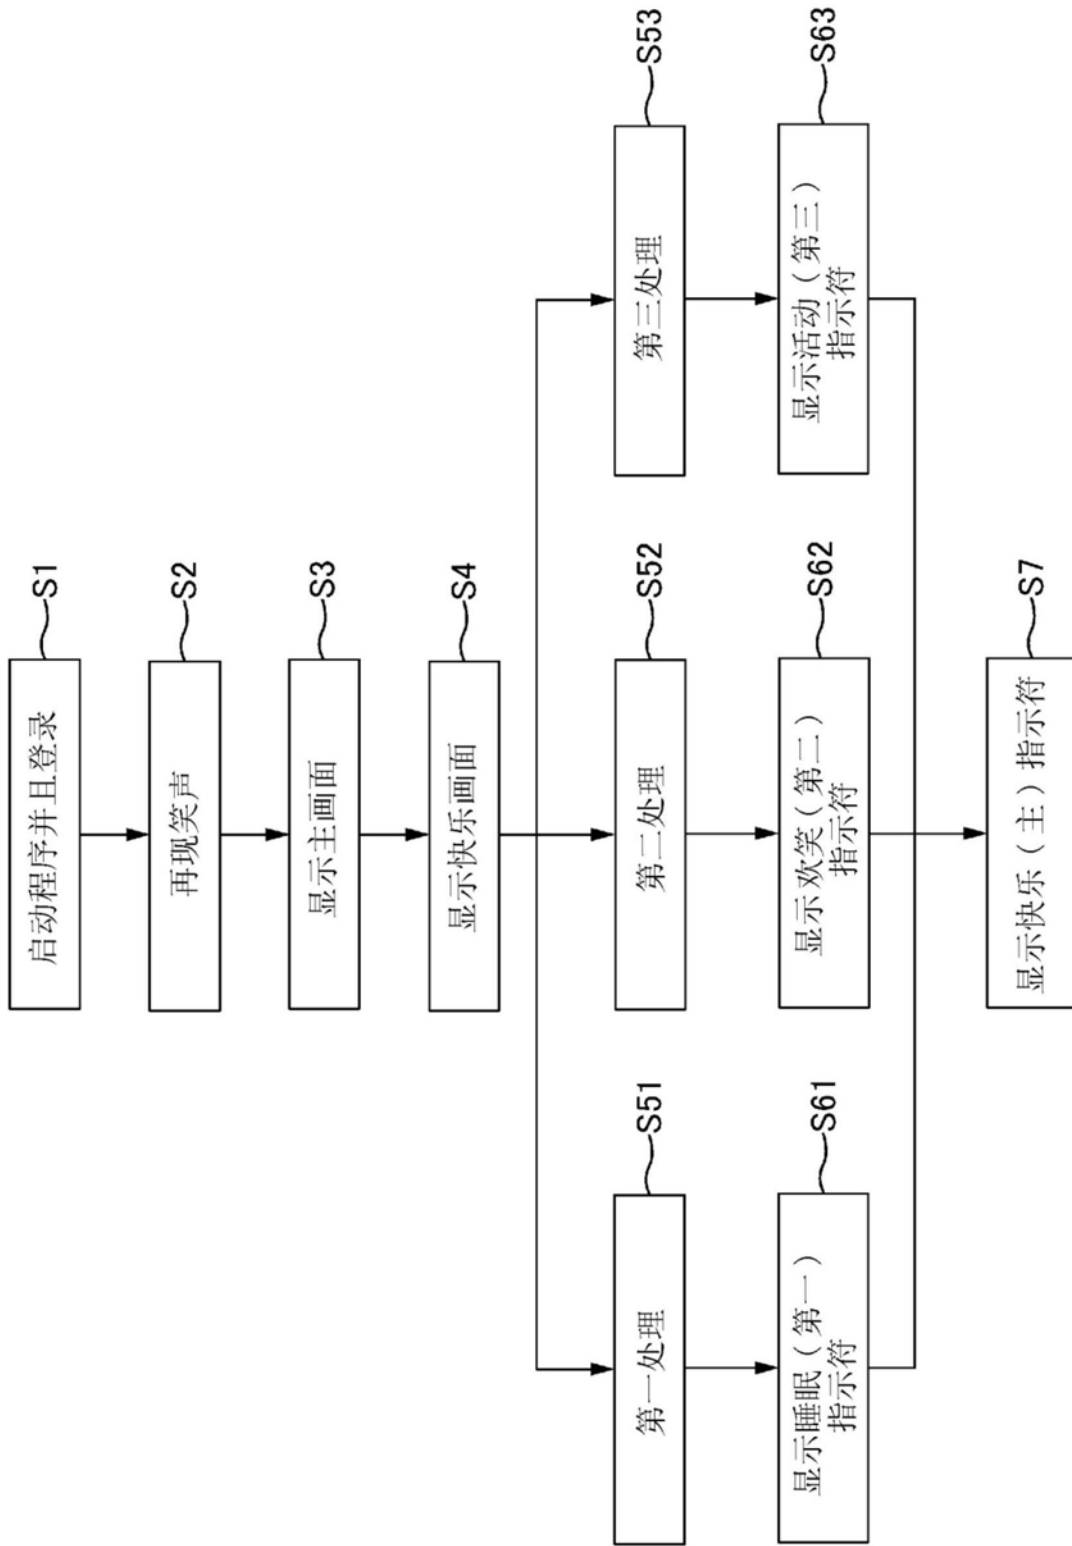 启动程序并且登录
S1
再现笑声
S2
显示主画面
S3
显示快乐画面
S4
第一处理
S51
第二处理
S52
第三处理
S53
显示睡眠（第一）
指示符
S61
显示欢笑（第二）
指示符
S62
显示活动（第三）
指示符
S63
显示快乐（主）指示符
S7